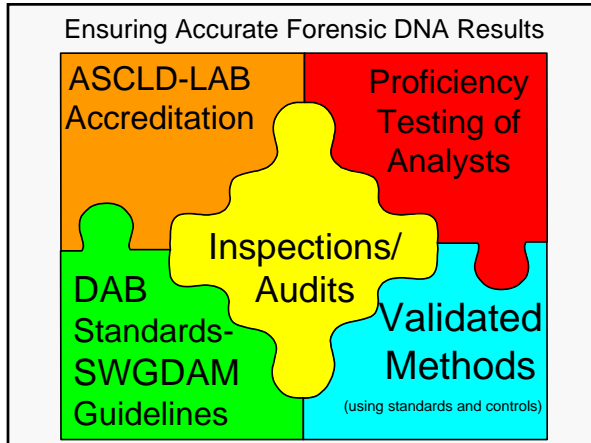 Ensuring Accurate Forensic DNA Results
ASCLD-LAB
Accreditation
Proficiency
Testing of
Analysts
Inspections/
Audits
DAB
Standards-
SWGDAM
Guidelines
Validated
Methods
(using standards and controls)